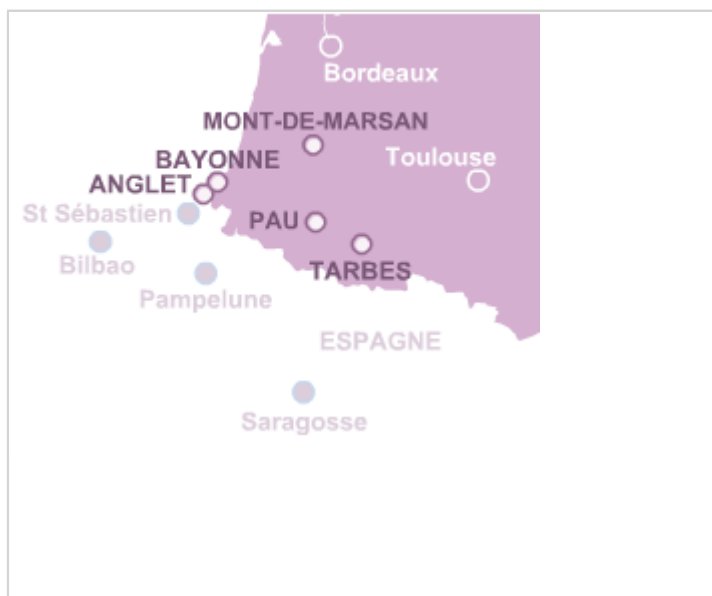 Bordeaux
MONT-DE-MARSAN
BAYONNE
Toulouse
ANGLET
St Sébastien
PAU
Bilbao
TARBES
Pampelune
ESPAGNE
Saragosse